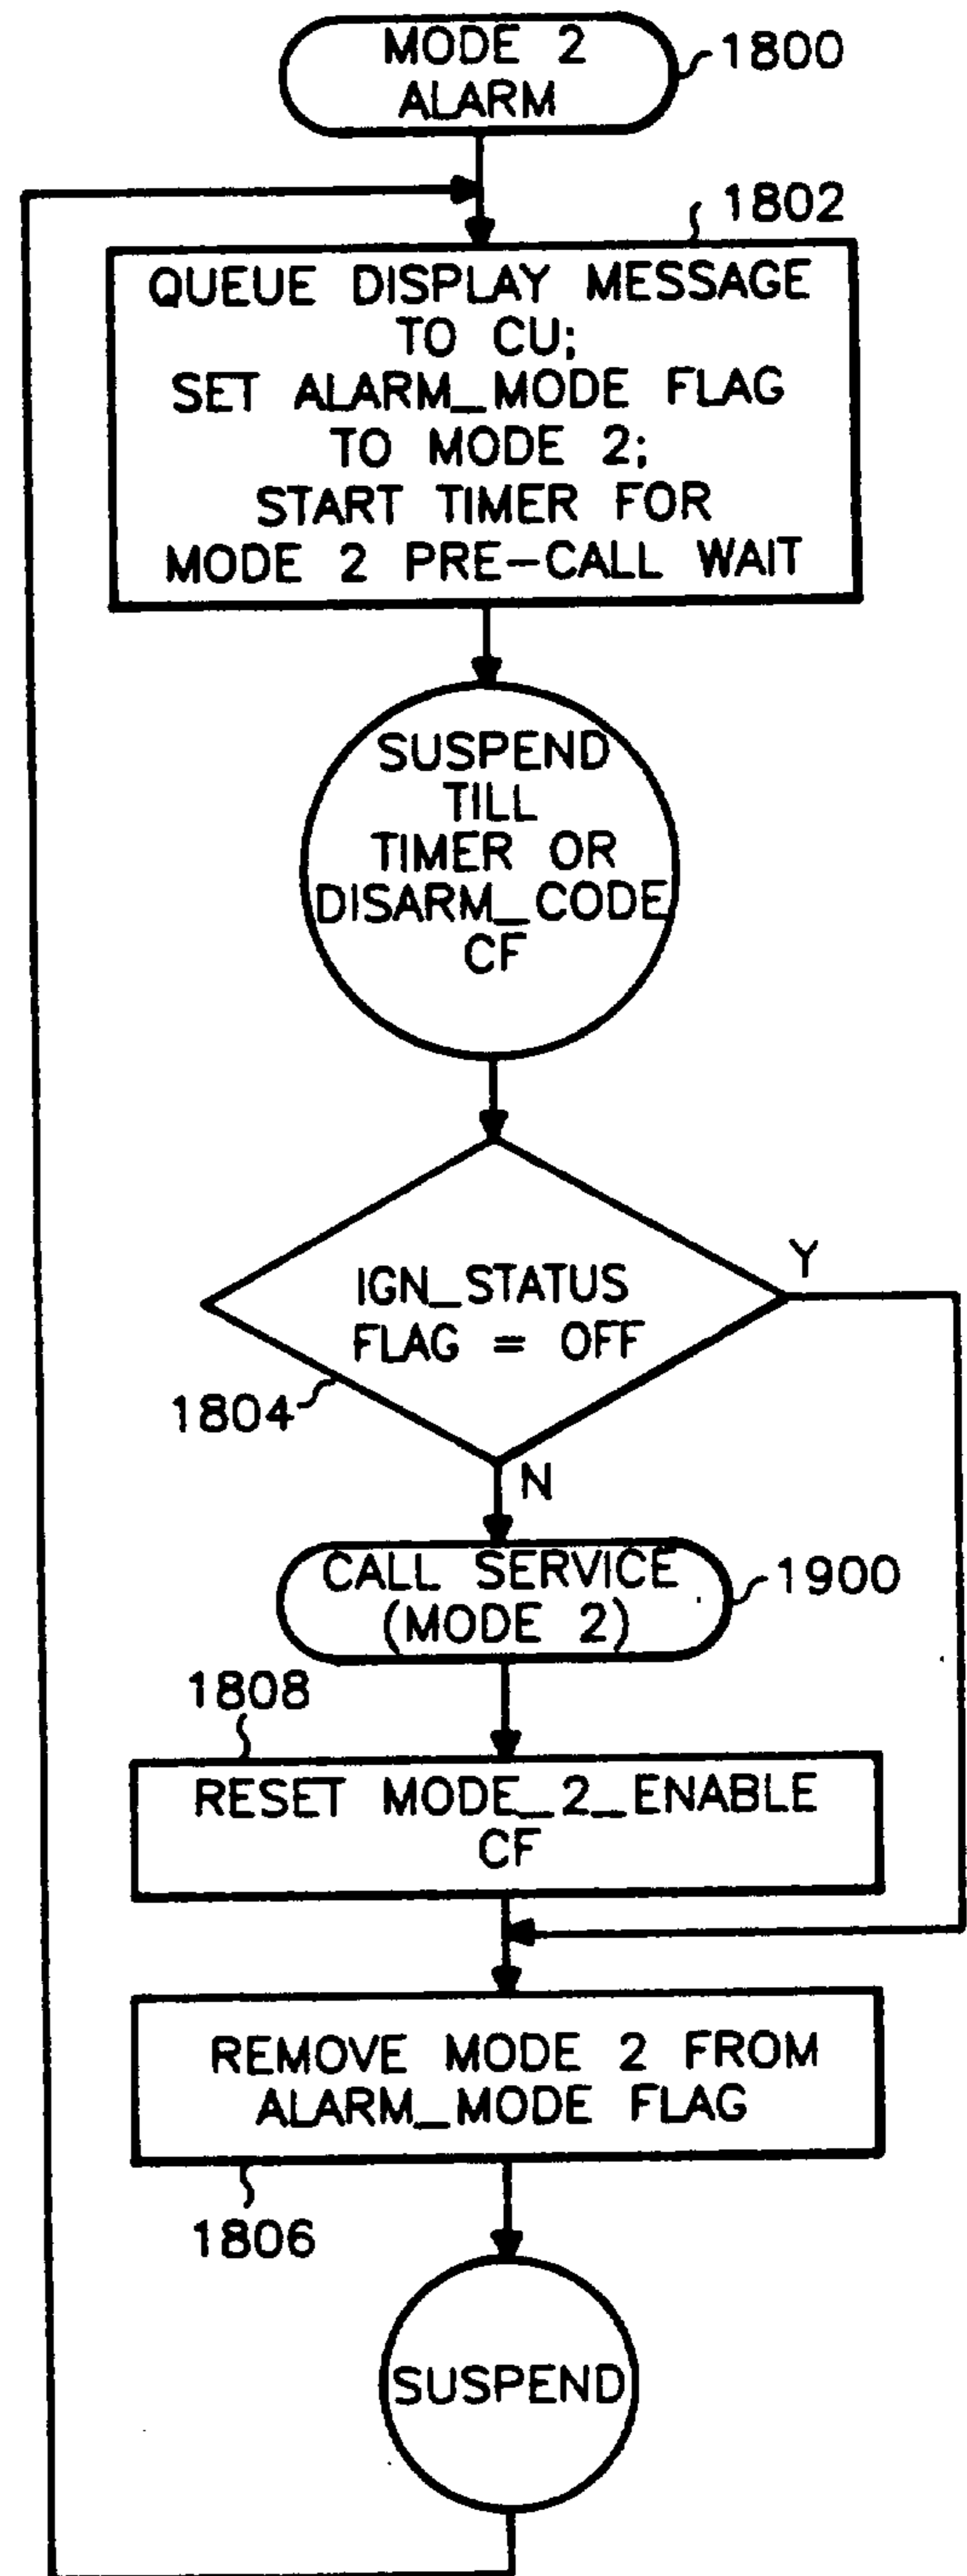 MODE 2
ALARM
1800
1802
QUEUE DISPLAY MESSAGE
TO CU;
SET ALARM_MODE FLAG
TO MODE 2;
START TIMER FOR
MODE 2 PRE-CALL WAIT
SUSPEND
TILL
TIMER OR
DISARM_CODE
CF
Y
IGN_STATUS
FLAG = OFF
1804
N
CALL SERVICE
(MODE 2)
1900
1808
RESET MODE_2_ENABLE
CF
REMOVE MODE 2 FROM
ALARM_MODE FLAG
1806
SUSPEND